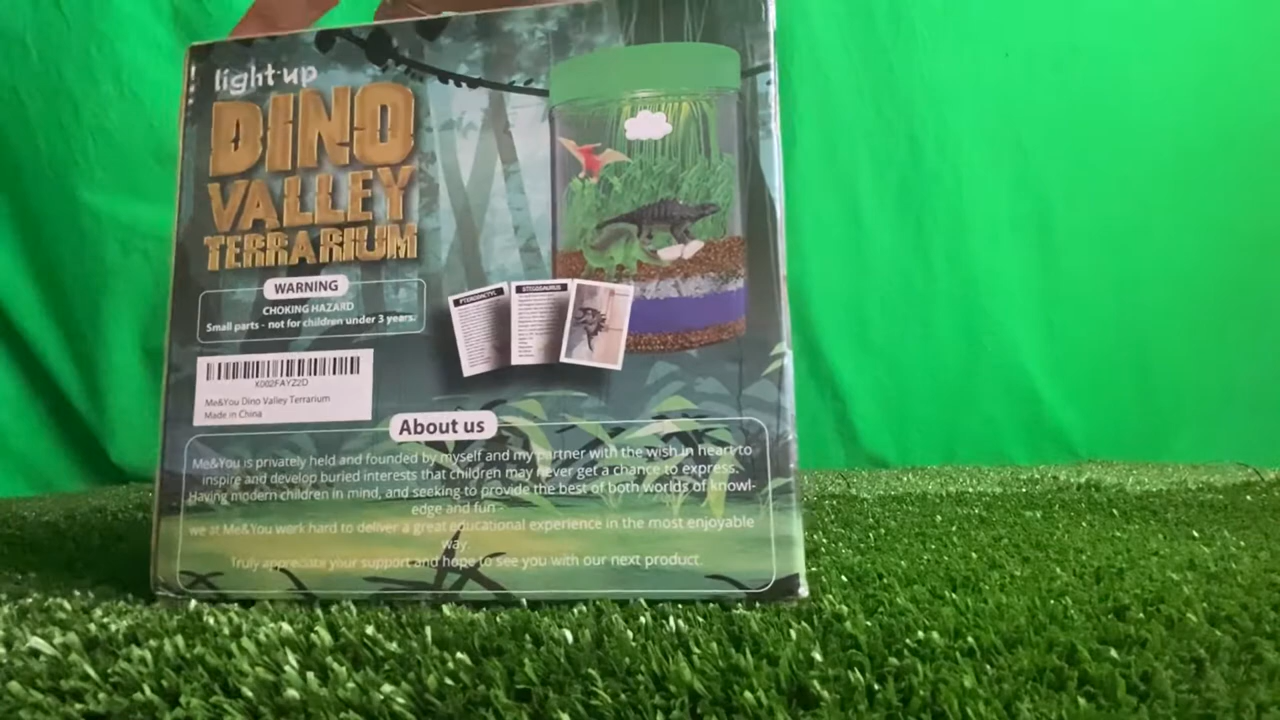 light-up
DINO
VALLEY
TERRARIUM
WARNING
CHOKING HAZARD
Small parts - not for children under 3 years.
PTERODACTYL
STEGOSAURUS
X002FAYZ2D
Me&You Dino Valley Terrarium
Made in China
About us
Me&You is privately held and founded by myself and my partner with the wish in heart to
inspire and develop buried interests that children may never get a chance to express.
Having modern children in mind, and seeking to provide the best of both worlds of knowl-
edge and fun -
we at Me&You work hard to deliver a great educational experience in the most enjoyable
way.
Truly appreciate your support and hope to see you with our next product.